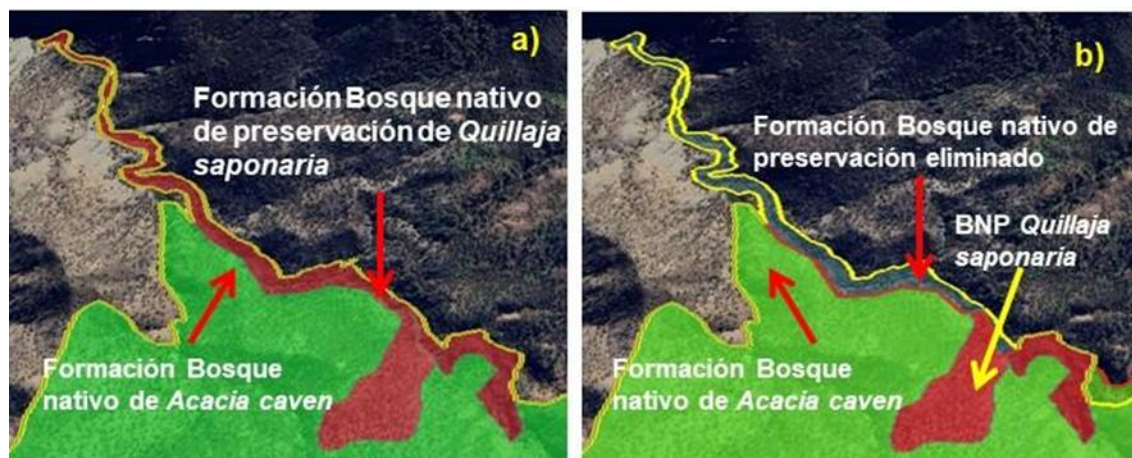 a)
Formación Bosque nativo
de preservación de Quillaja
saponaria
Formación Bosque
nativo de Acacia caven
b)
Formación Bosque nativo de
preservación eliminado
BNP Quillaja
saponaria
Formación Bosque
nativo de Acacia caven